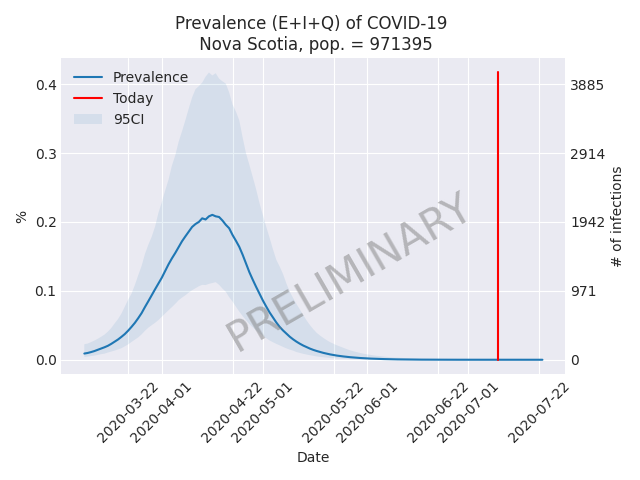 Prevalence (E+I+Q) of COVID-19
Nova Scotia, pop. = 971395
Prevalence
Today
95CI
0.4
0.3
0.2
0.1
0.0
%
3885
2914
1942
971
0
# of infections
PRELIMINARY
2020-03-22
2020-04-01
2020-04-22
2020-05-01
2020-05-22
2020-06-01
2020-06-22
2020-07-01
2020-07-22
Date